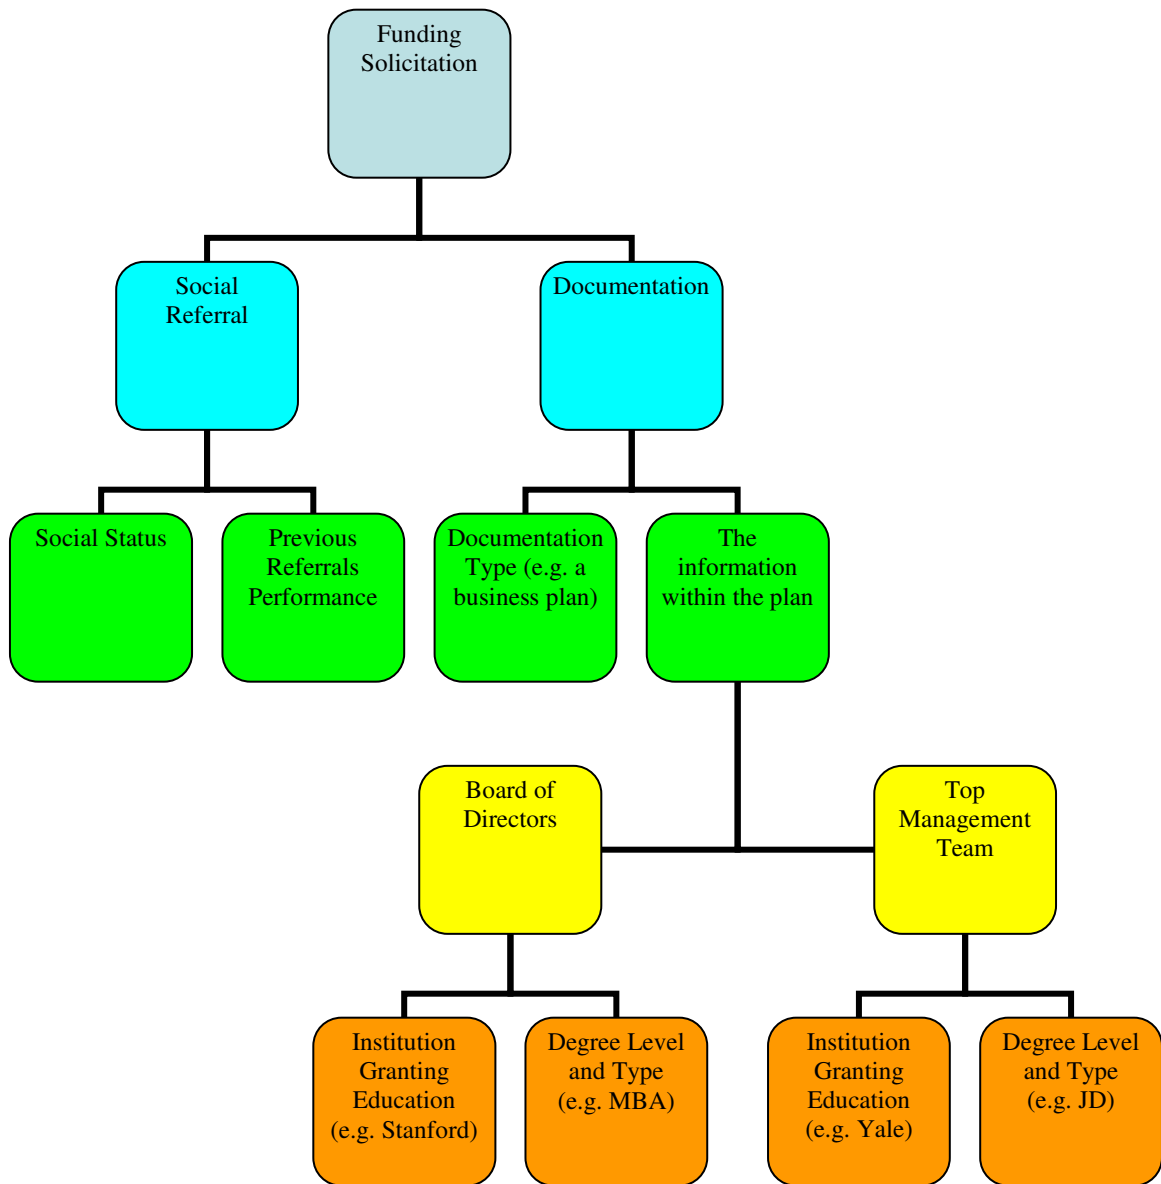 Funding
Solicitation
Social
Referral
Documentation
Social Status
Previous
Referrals
Performance
Documentation
Type (e.g. a
business plan)
The
information
within the plan
Board of
Directors
Top
Management
Team
Institution
Granting
Education
(e.g. Stanford)
Degree Level
and Type
(e.g. MBA)
Institution
Granting
Education
(e.g. Yale)
Degree Level
and Type
(e.g. JD)